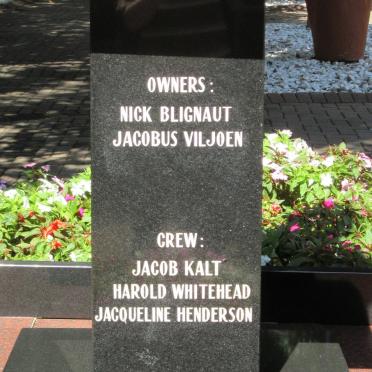 OWNERS:
NICK BLIGNAUT
JACOBUS VILJOEN
CREW:
JACOB KALT
HAROLD WHITEHEAD
JACQUELINE HENDERSON